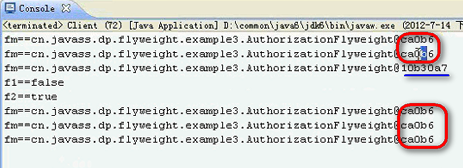 Console
<terminated> Client (72) [Java Application] D:\common\java6\jdk6\bin\javaw.exe (2012-7-14 下
fm==cn.javass.dp.flyweight.example3.AuthorizationFlyweight@ca0b6
fm==cn.javass.dp.flyweight.example3.AuthorizationFlyweight@ca0b6
fm==cn.javass.dp.flyweight.example3.AuthorizationFlyweight@10b30a7
f1==false
f2==true
fm==cn.javass.dp.flyweight.example3.AuthorizationFlyweight@ca0b6
fm==cn.javass.dp.flyweight.example3.AuthorizationFlyweight@ca0b6
fm==cn.javass.dp.flyweight.example3.AuthorizationFlyweight@ca0b6